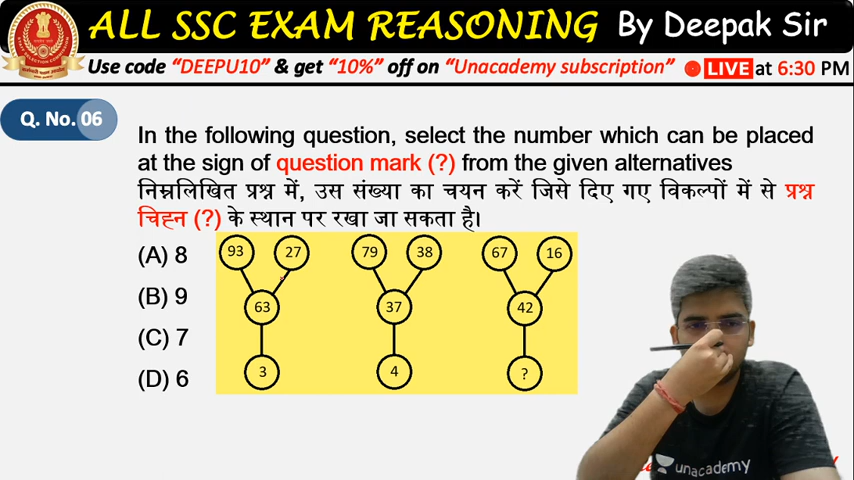 ALL SSC EXAM REASONING By Deepak Sir
Use code “DEEPU10” & get “10%” off on “Unacademy subscription” LIVE at 6:30 PM
Q. No. 06
In the following question, select the number which can be placed
at the sign of question mark (?) from the given alternatives
निम्नलिखित प्रश्न में, उस संख्या का चयन करें जिसे दिए गए विकल्पों में से प्रश्न
चिह्न (?) के स्थान पर रखा जा सकता है।
(A) 8
(B) 9
(C) 7
(D) 6
93 27 79 38 67 16
63 37 42
3 4 ?
unacademy